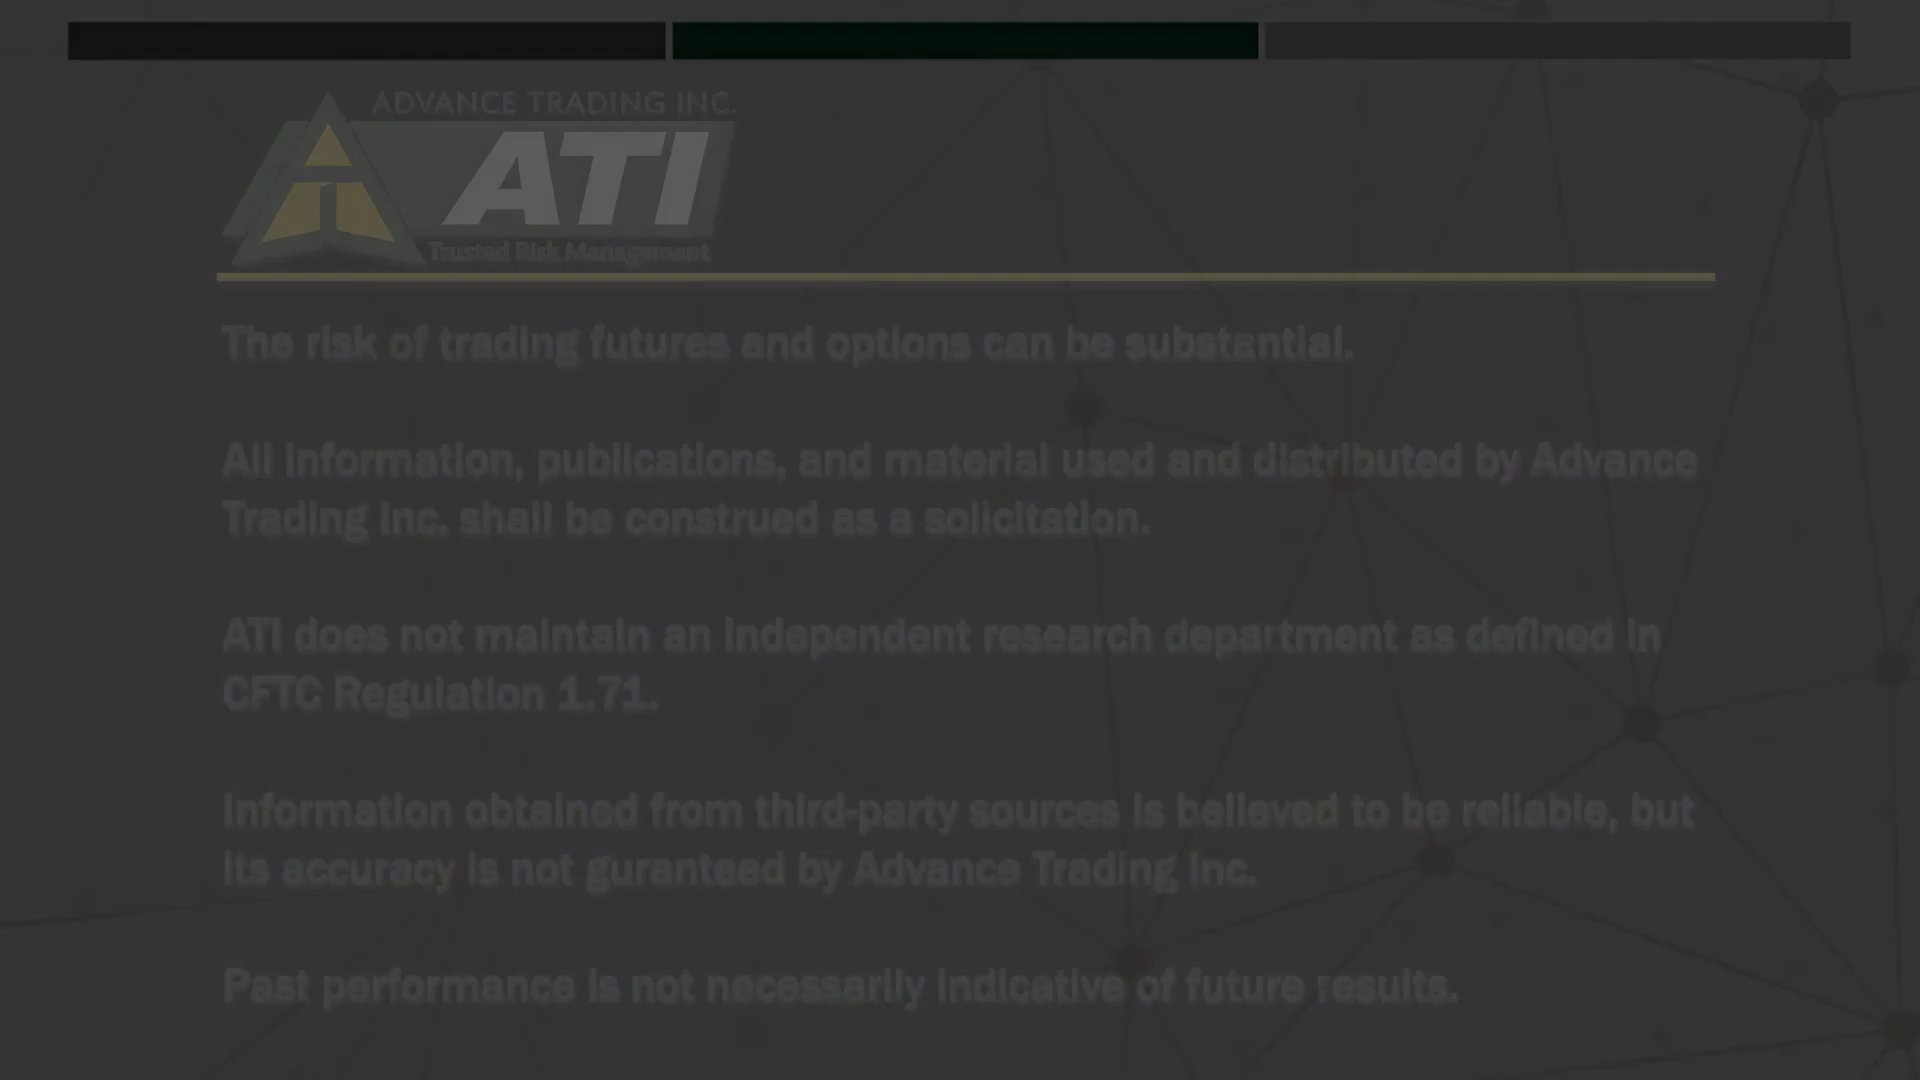 ADVANCE TRADING INC.
ATI
Trusted Risk Management
The risk of trading futures and options can be substantial.
All information, publications, and material used and distributed by Advance
Trading Inc. shall be construed as a solicitation.
ATI does not maintain an independent research department as defined in
CFTC Regulation 1.71.
Information obtained from third-party sources is believed to be reliable, but
its accuracy is not guranteed by Advance Trading Inc.
Past performance is not necessarily indicative of future results.